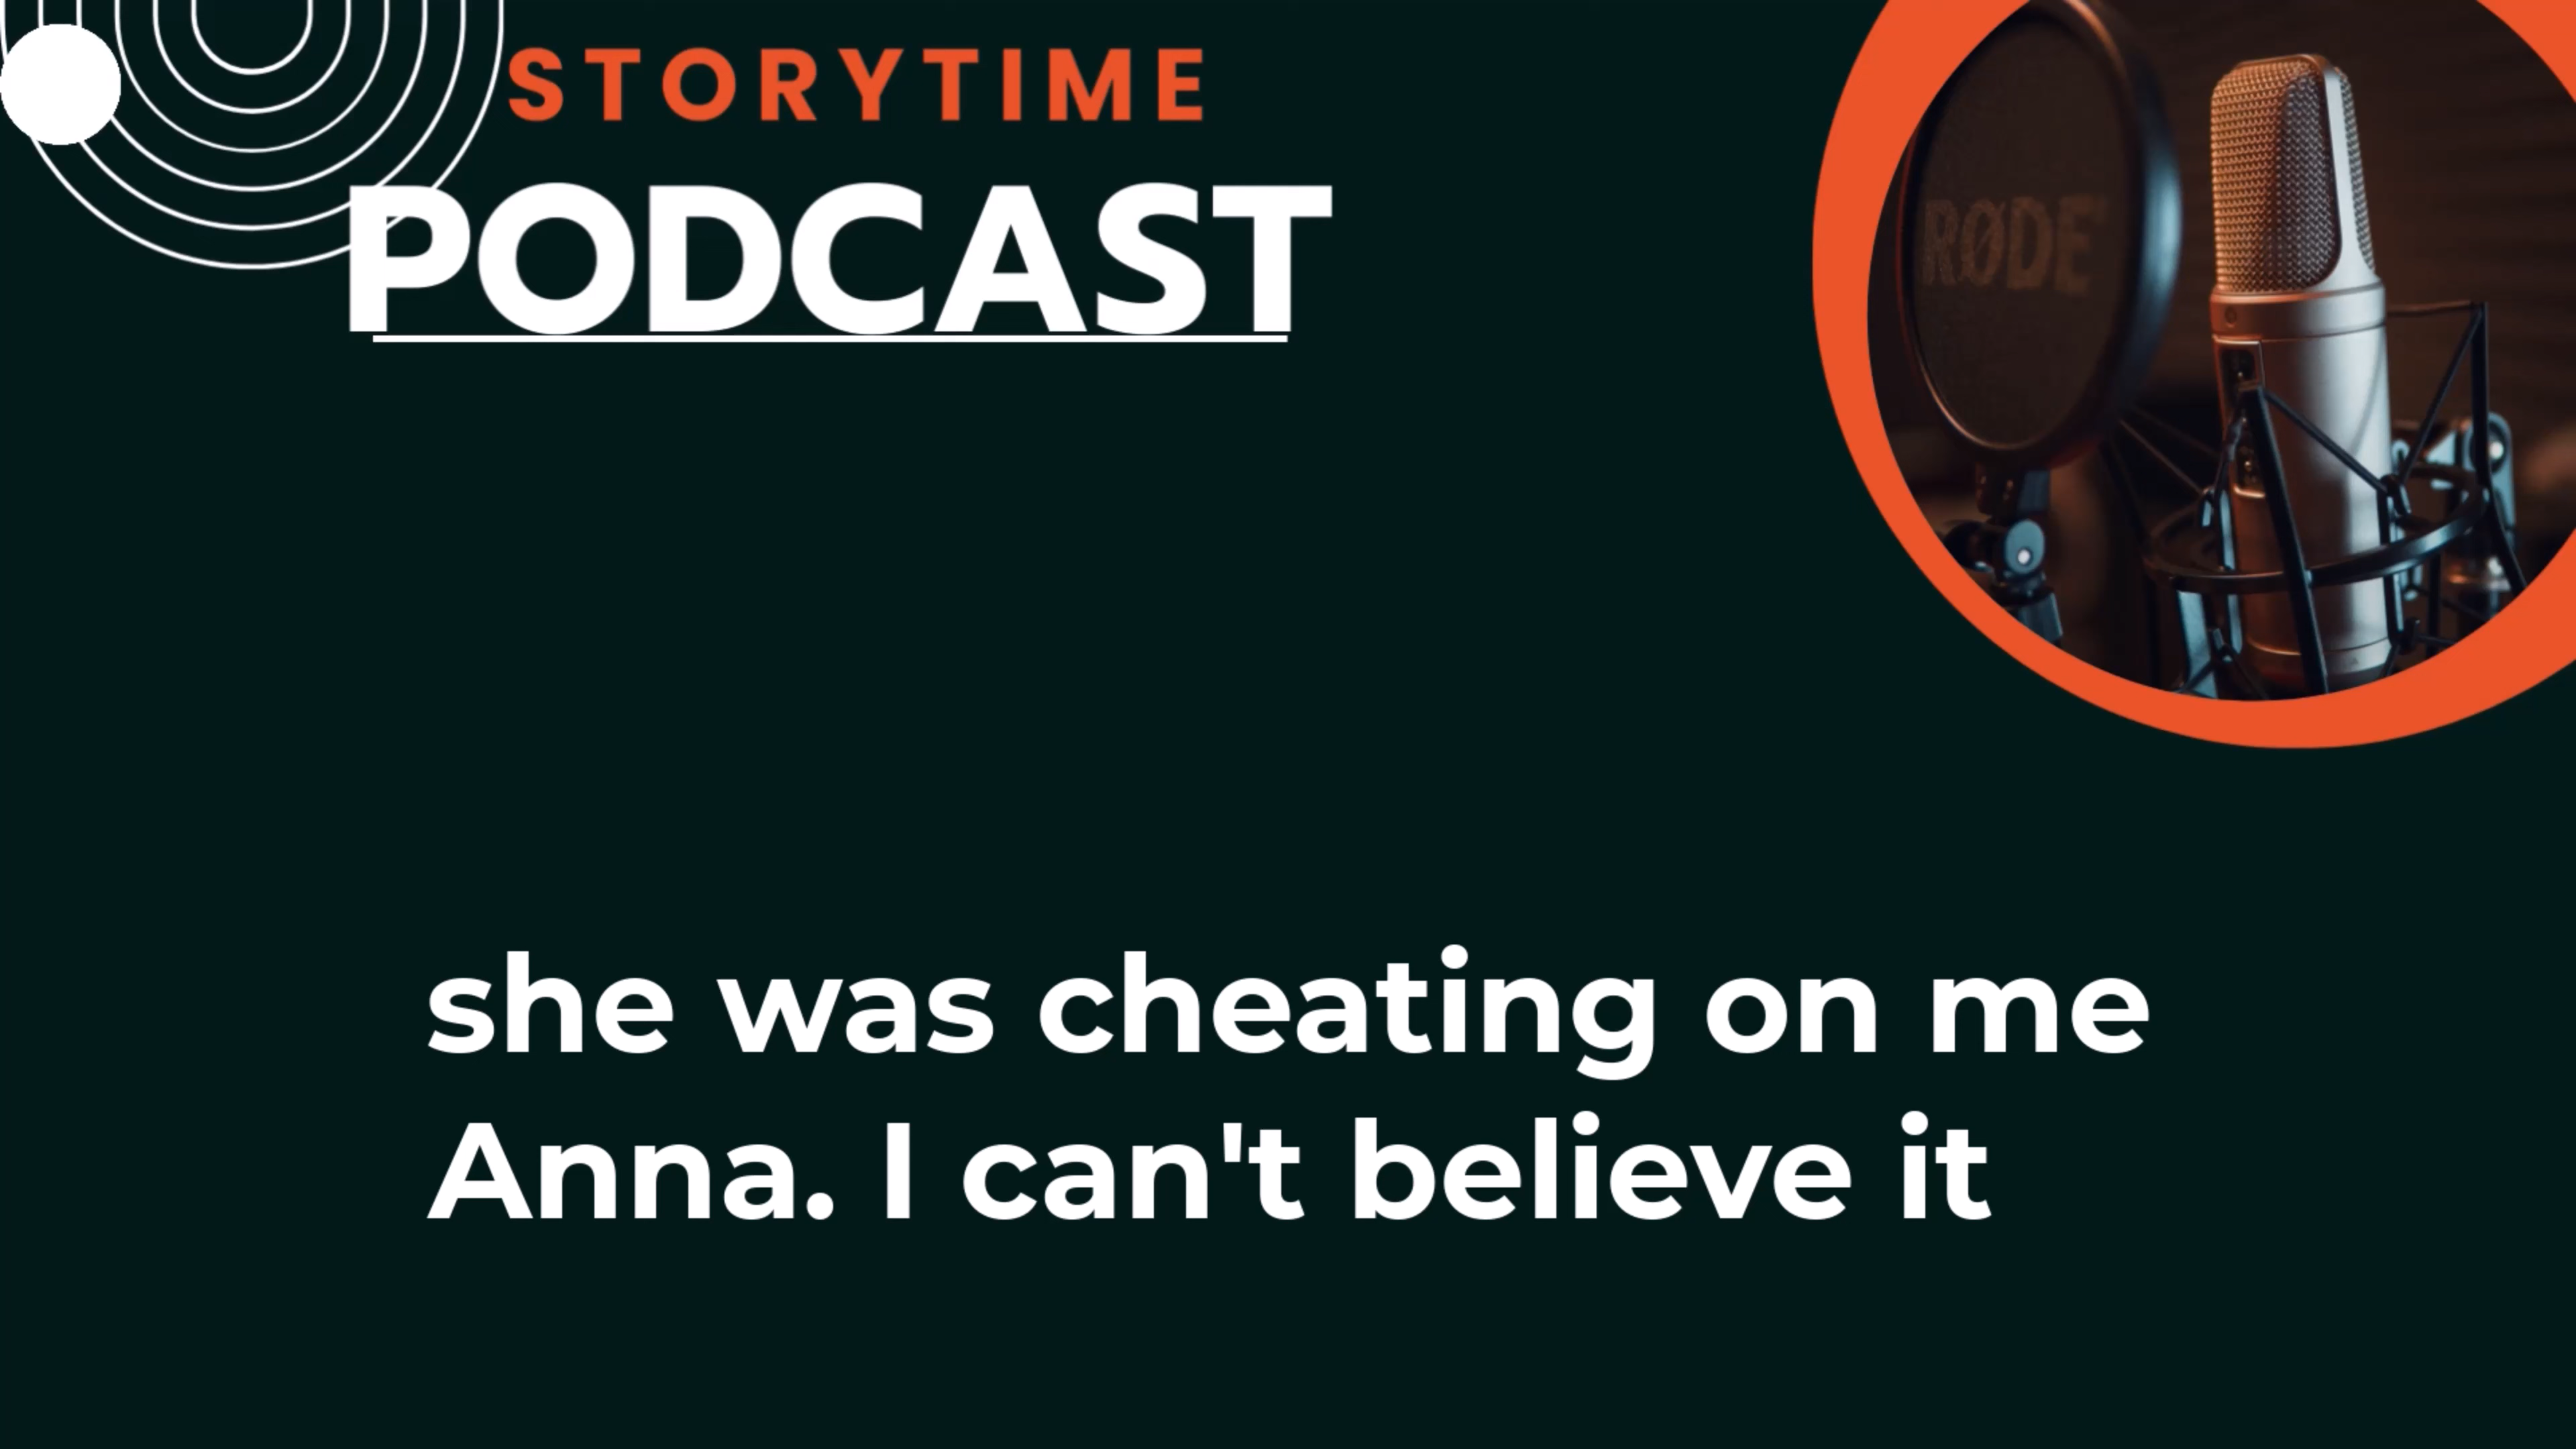 STORYTIME
PODCAST
RØDE
she was cheating on me
Anna. I can't believe it